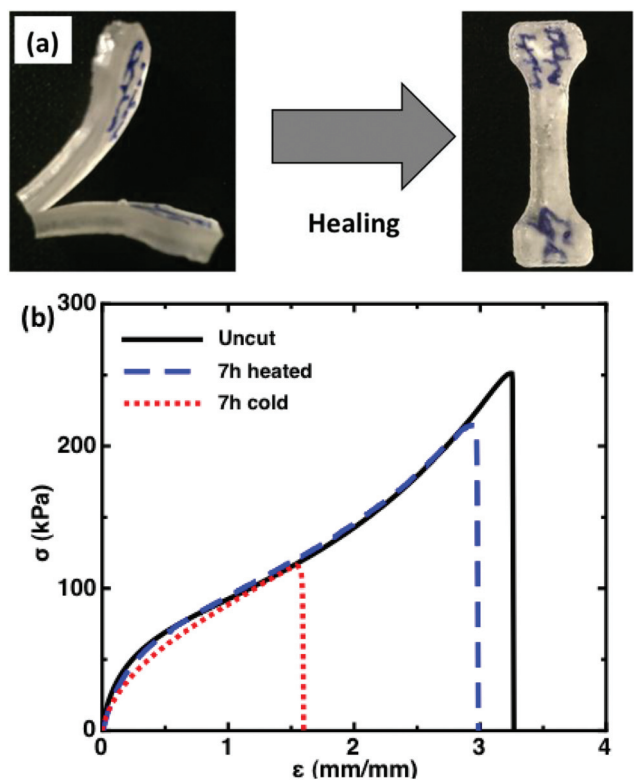 (a)
Healing
(b)
300
200
100
0
σ (kPa)
Uncut
7h heated
7h cold
0 1 2 3 4
ε (mm/mm)